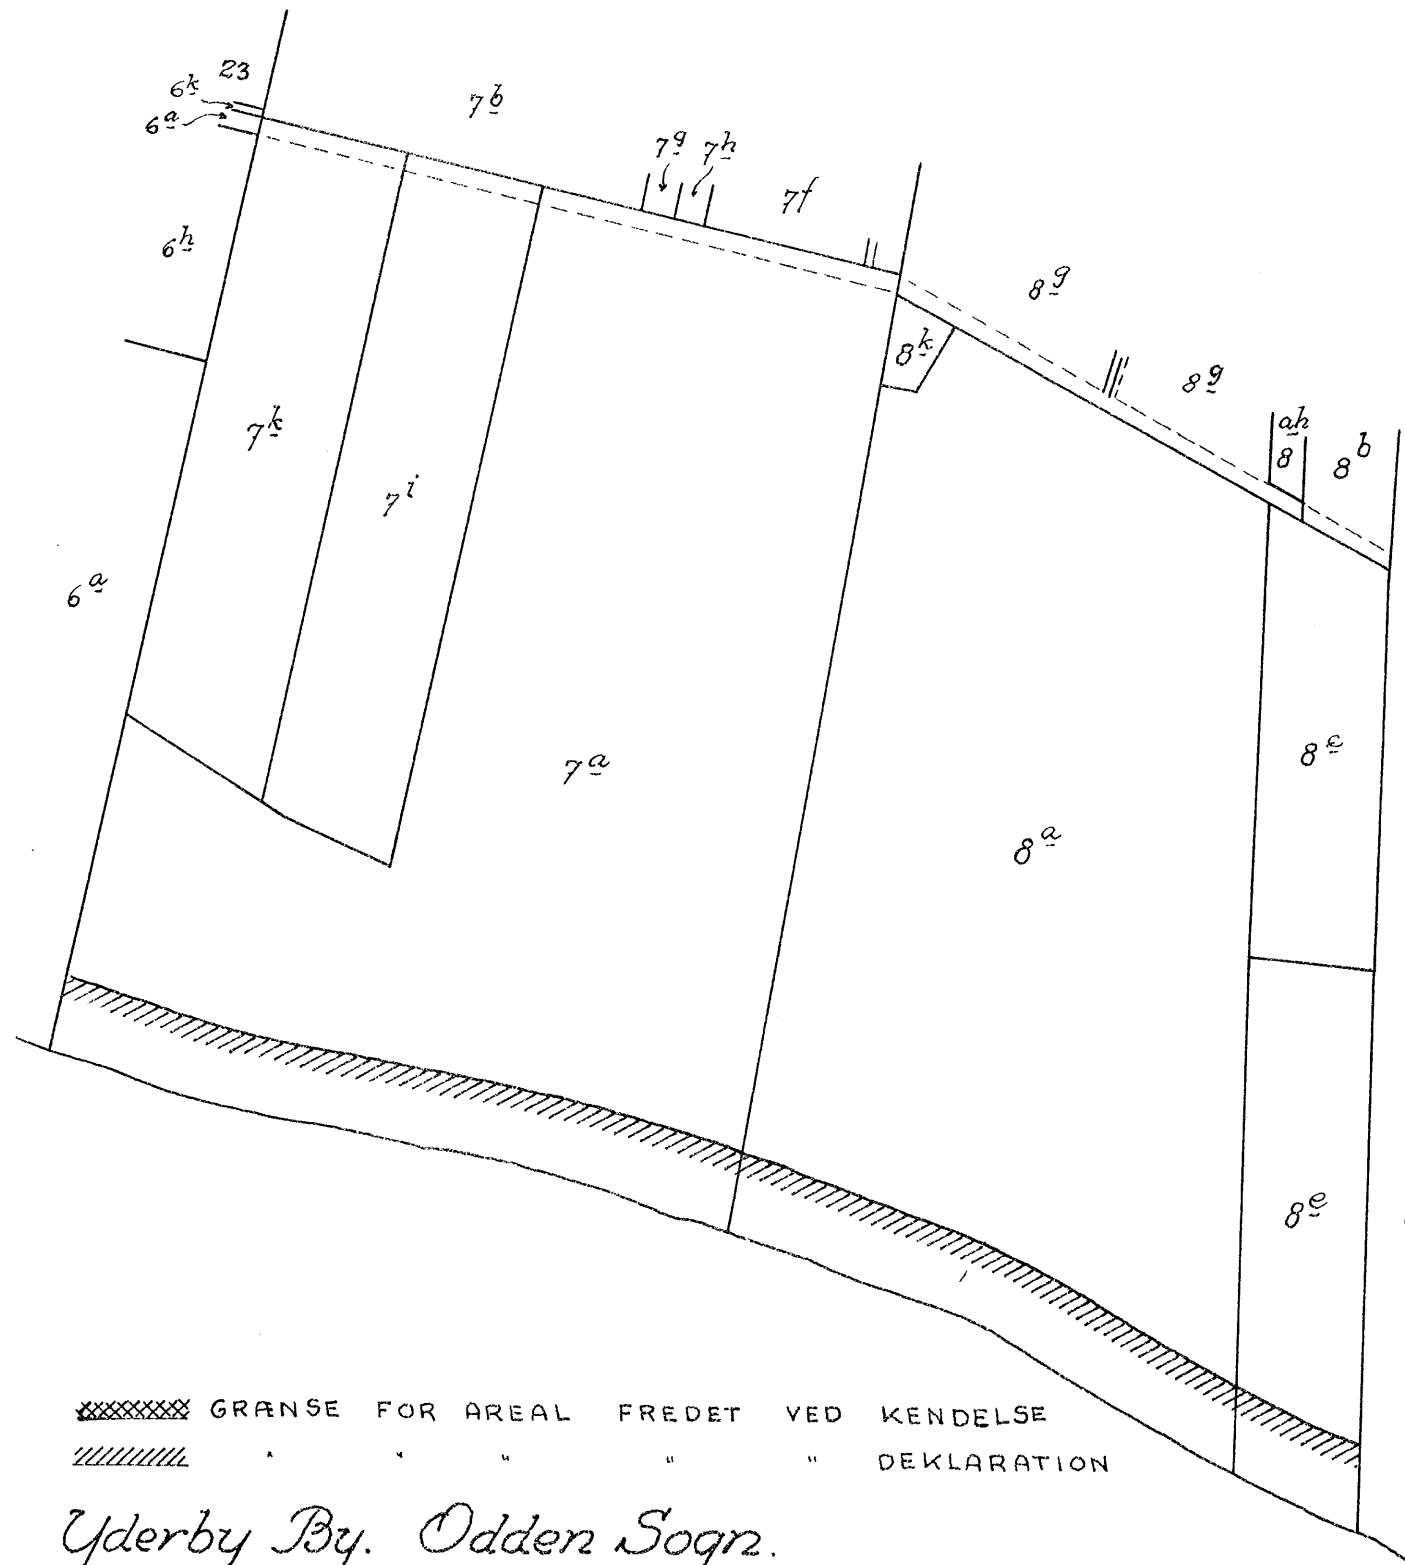 23
6k
6a
7b
7g
7h
7f
6h
8g
8k
8g
ah
8
8b
7k
7i
6a
8c
7a
8a
8e
GRÆNSE FOR AREAL FREDET VED KENDELSE
" " " " " DEKLARATION
Yderby By. Odden Sogn.